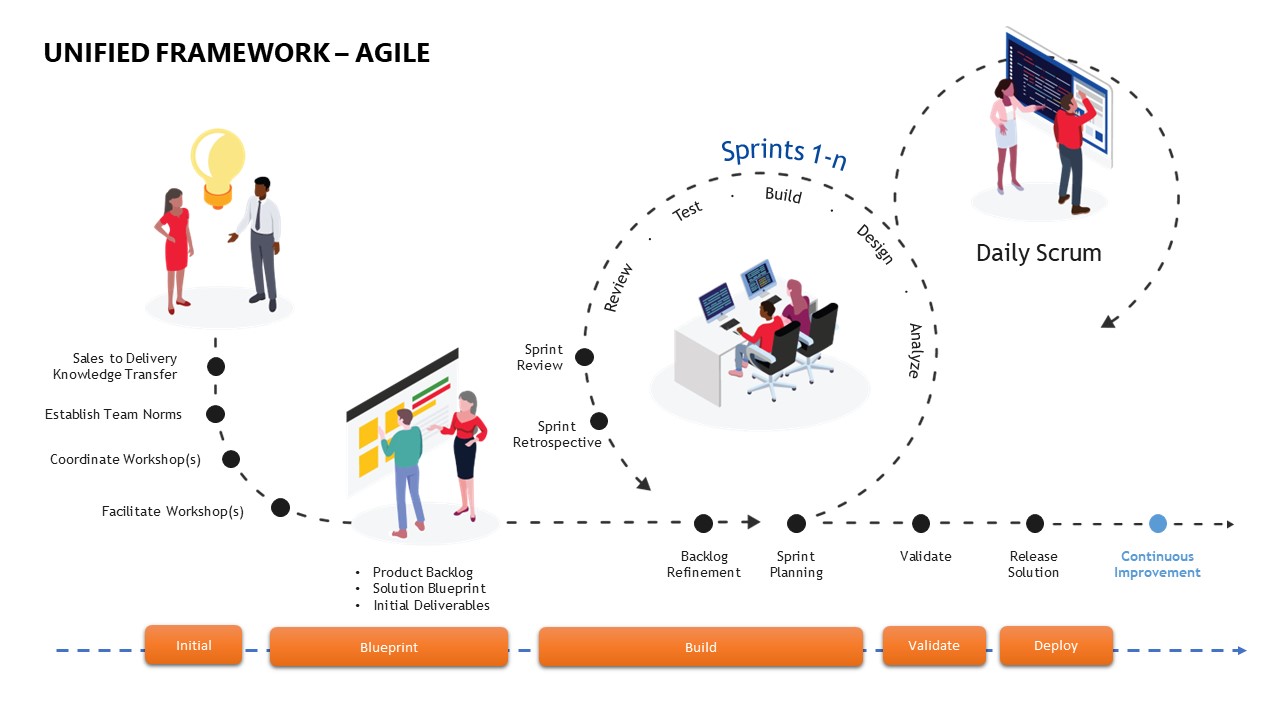 UNIFIED FRAMEWORK – AGILE
Sales to Delivery
Knowledge Transfer
Establish Team Norms
Coordinate Workshop(s)
Facilitate Workshop(s)
• Product Backlog
• Solution Blueprint
• Initial Deliverables
Sprints 1-n
Analyze
Design
Build
Test
Review
Sprint
Review
Sprint
Retrospective
Daily Scrum
Backlog
Refinement
Sprint
Planning
Validate
Release
Solution
Continuous
Improvement
Initial
Blueprint
Build
Validate
Deploy